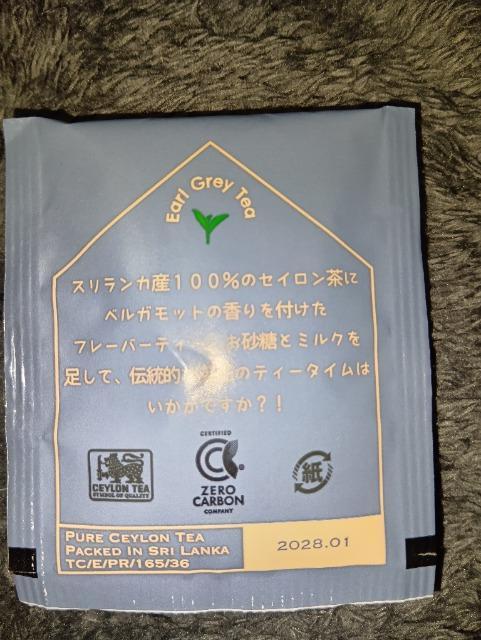 Earl Grey Tea
スリランカ産100%のセイロン茶に
ベルガモットの香りを付けた
フレーバーティー お砂糖とミルクを
足して、伝統的 のティータイムは
いかがですか?!
CEYLON TEA
SYMBOL OF QUALITY
CERTIFIED
ZERO
CARBON
COMPANY
紙
PURE CEYLON TEA
PACKED IN SRI LANKA
TC/E/PR/165/36
2028.01